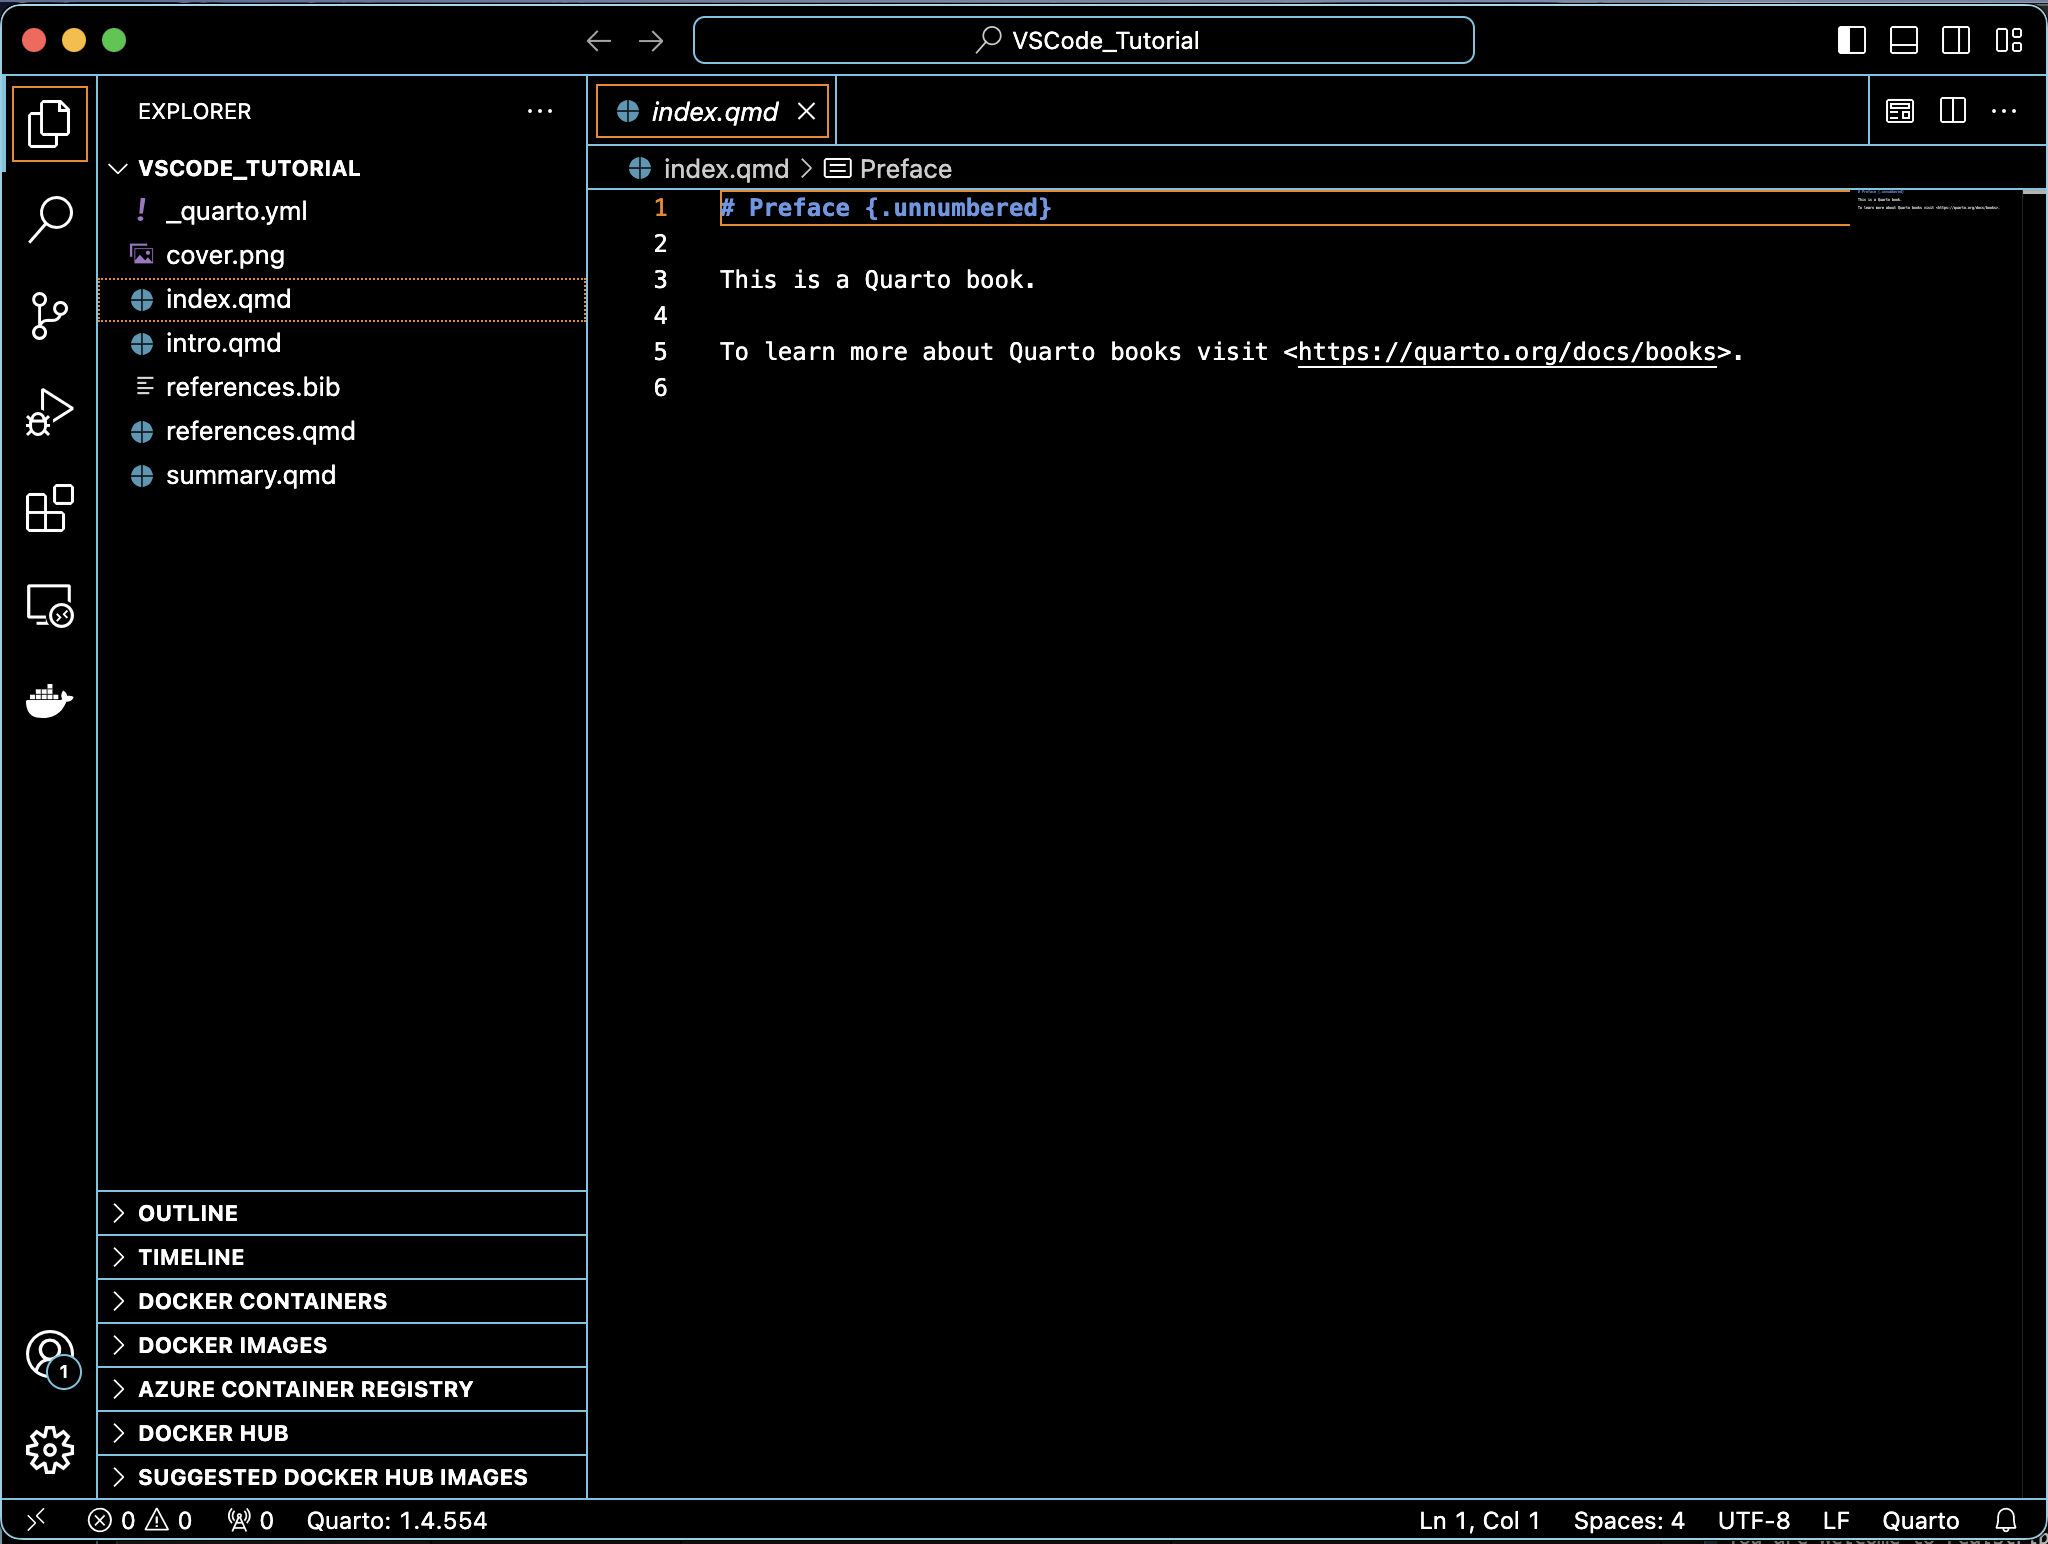 VSCode_Tutorial
EXPLORER
VSCODE_TUTORIAL
! _quarto.yml
cover.png
index.qmd
intro.qmd
references.bib
references.qmd
summary.qmd
OUTLINE
TIMELINE
DOCKER CONTAINERS
DOCKER IMAGES
AZURE CONTAINER REGISTRY
DOCKER HUB
SUGGESTED DOCKER HUB IMAGES
1
index.qmd
index.qmd > Preface
1 # Preface {.unnumbered}
2
3 This is a Quarto book.
4
5 To learn more about Quarto books visit <https://quarto.org/docs/books>.
6
0 0 0 Quarto: 1.4.554 Ln 1, Col 1 Spaces: 4 UTF-8 LF Quarto